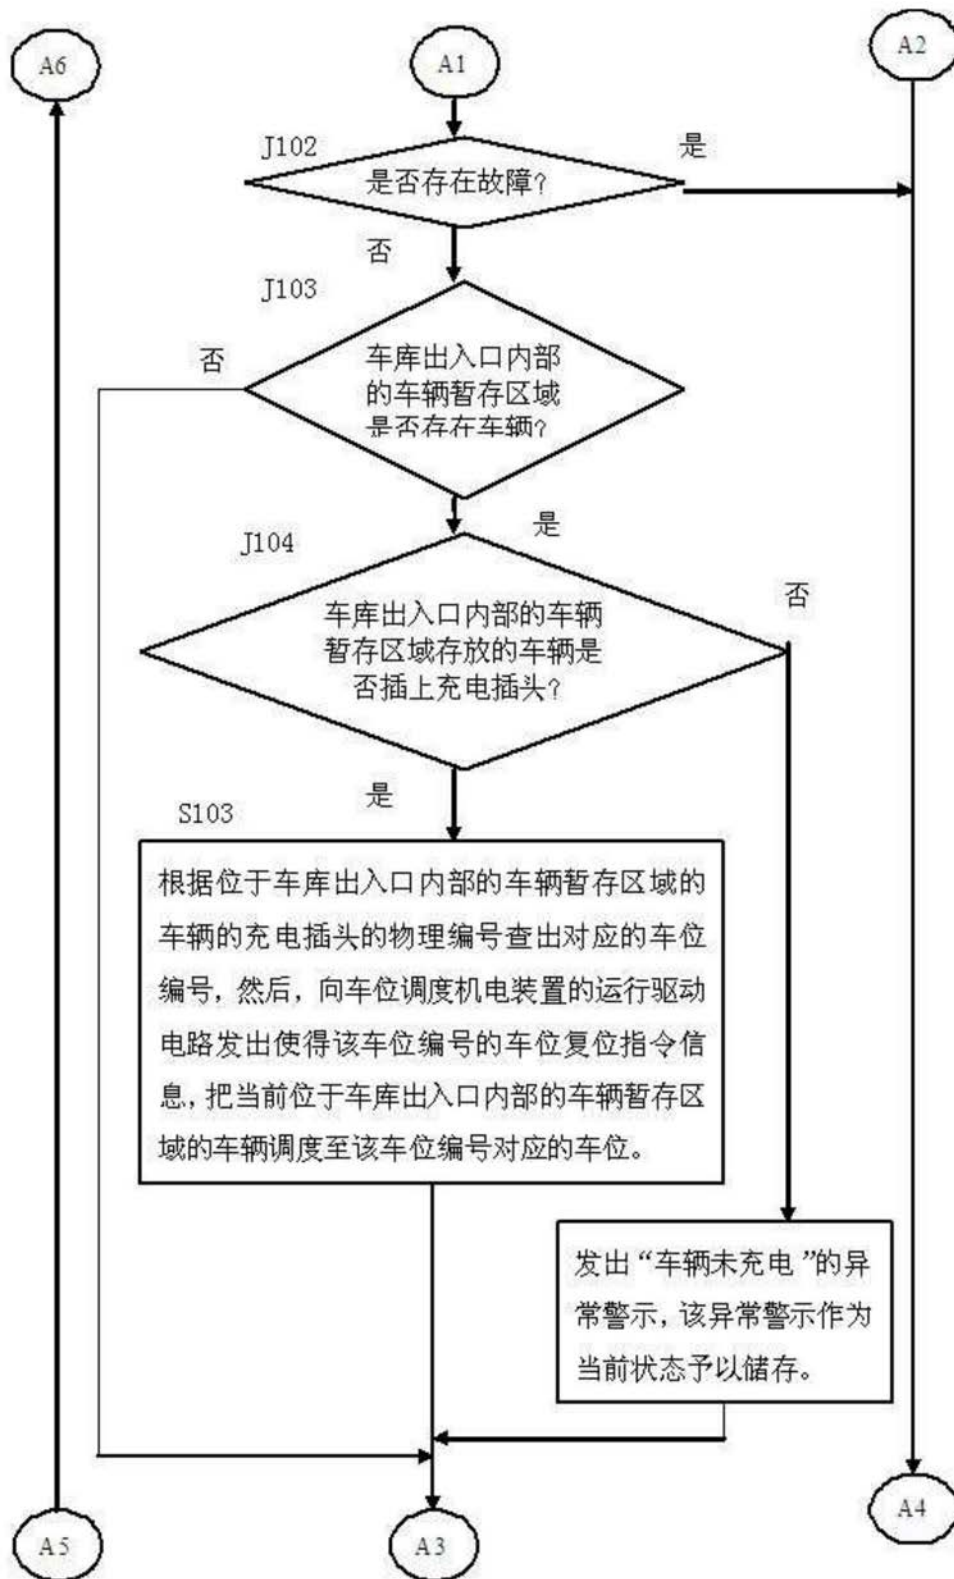 A6
A1
A2
J102
是
是否存在故障?
否
J103
否
车库出入口内部
的车辆暂存区域
是否存在车辆?
是
J104
否
车库出入口内部的车辆
暂存区域存放的车辆是
否插上充电插头?
是
S103
根据位于车库出入口内部的车辆暂存区域的
车辆的充电插头的物理编号查出对应的车位
编号，然后，向车位调度机电装置的运行驱动
电路发出使得该车位编号的车位复位指令信
息，把当前位于车库出入口内部的车辆暂存区
域的车辆调度至该车位编号对应的车位。
发出“车辆未充电”的异
常警示，该异常警示作为
当前状态予以储存。
A5
A3
A4